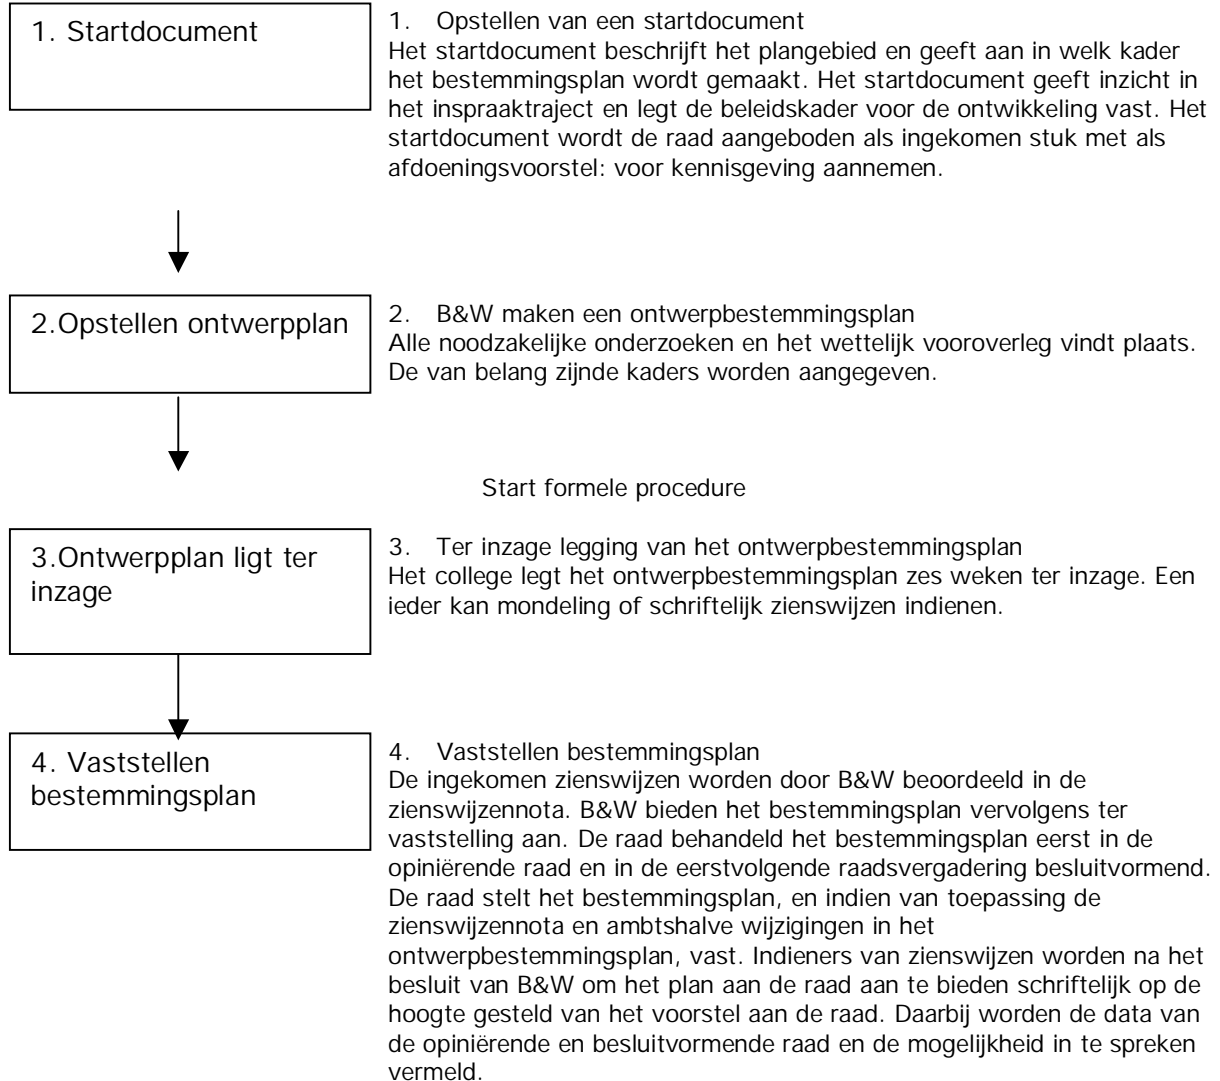 1. Startdocument
1. Opstellen van een startdocument
Het startdocument beschrijft het plangebied en geeft aan in welk kader
het bestemmingsplan wordt gemaakt. Het startdocument geeft inzicht in
het inspraaktraject en legt de beleidskader voor de ontwikkeling vast. Het
startdocument wordt de raad aangeboden als ingekomen stuk met als
afdoeningsvoorstel: voor kennisgeving aannemen.
2.Opstellen ontwerpplan
2. B&W maken een ontwerpbestemmingsplan
Alle noodzakelijke onderzoeken en het wettelijk vooroverleg vindt plaats.
De van belang zijnde kaders worden aangegeven.
Start formele procedure
3.Ontwerpplan ligt ter
inzage
3. Ter inzage legging van het ontwerpbestemmingsplan
Het college legt het ontwerpbestemmingsplan zes weken ter inzage. Een
ieder kan mondeling of schriftelijk zienswijzen indienen.
4. Vaststellen
bestemmingsplan
4. Vaststellen bestemmingsplan
De ingekomen zienswijzen worden door B&W beoordeeld in de
zienswijzennota. B&W bieden het bestemmingsplan vervolgens ter
vaststelling aan. De raad behandeld het bestemmingsplan eerst in de
opiniërende raad en in de eerstvolgende raadsvergadering besluitvormend.
De raad stelt het bestemmingsplan, en indien van toepassing de
zienswijzennota en ambtshalve wijzigingen in het
ontwerpbestemmingsplan, vast. Indieners van zienswijzen worden na het
besluit van B&W om het plan aan de raad aan te bieden schriftelijk op de
hoogte gesteld van het voorstel aan de raad. Daarbij worden de data van
de opiniërende en besluitvormende raad en de mogelijkheid in te spreken
vermeld.